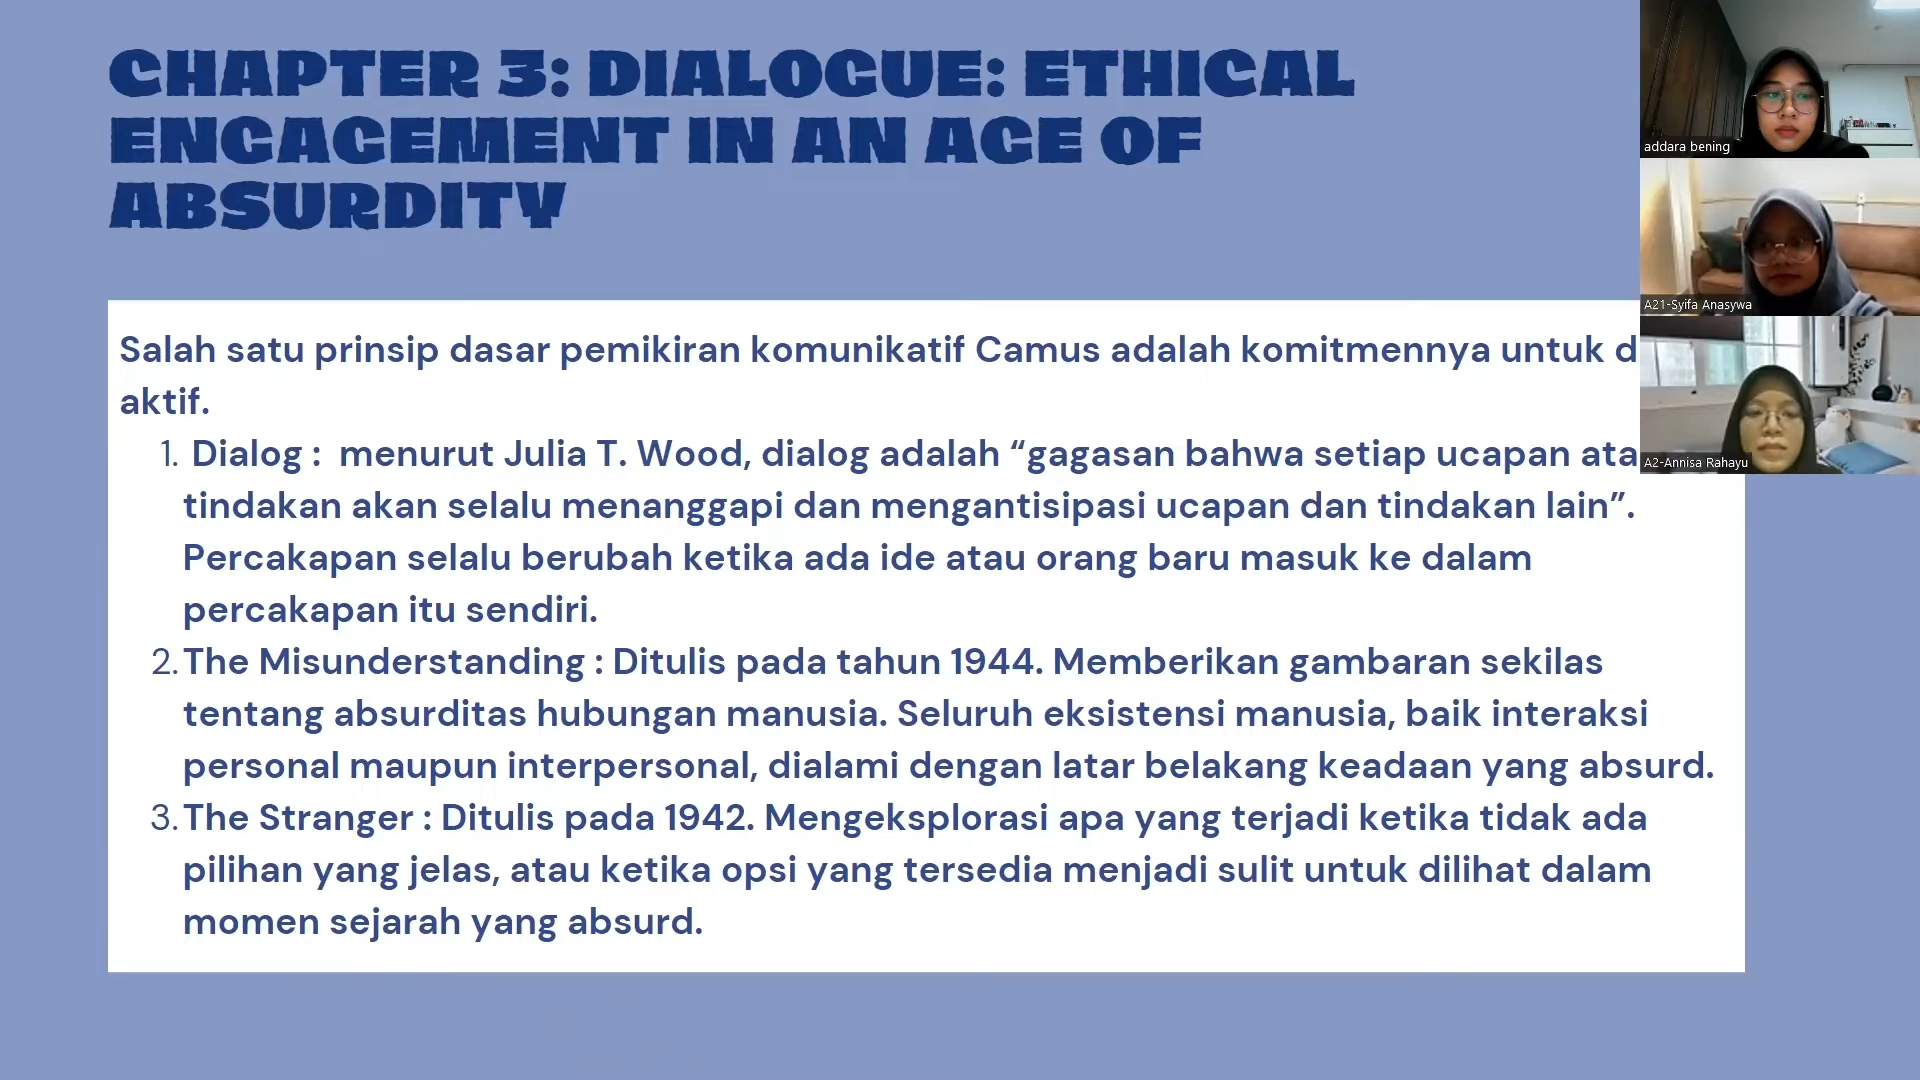 CHAPTER 3: DIALOGUE: ETHICAL
ENGAGEMENT IN AN AGE OF
ABSURDITY
Salah satu prinsip dasar pemikiran komunikatif Camus adalah komitmennya untuk d
aktif.
1. Dialog : menurut Julia T. Wood, dialog adalah “gagasan bahwa setiap ucapan ata
tindakan akan selalu menanggapi dan mengantisipasi ucapan dan tindakan lain”.
Percakapan selalu berubah ketika ada ide atau orang baru masuk ke dalam
percakapan itu sendiri.
2. The Misunderstanding : Ditulis pada tahun 1944. Memberikan gambaran sekilas
tentang absurditas hubungan manusia. Seluruh eksistensi manusia, baik interaksi
personal maupun interpersonal, dialami dengan latar belakang keadaan yang absurd.
3. The Stranger : Ditulis pada 1942. Mengeksplorasi apa yang terjadi ketika tidak ada
pilihan yang jelas, atau ketika opsi yang tersedia menjadi sulit untuk dilihat dalam
momen sejarah yang absurd.
addara bening
A21-Syifa Anasywa
A2-Annisa Rahayu